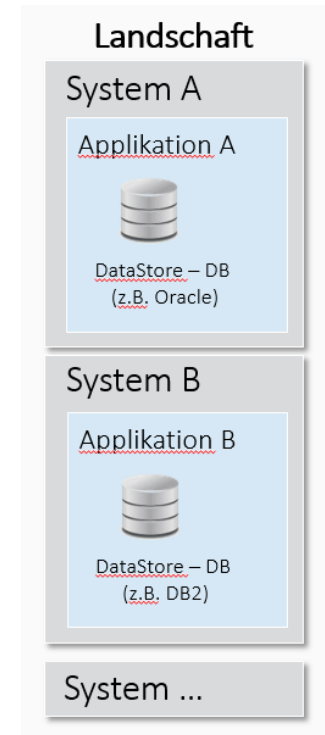 Landschaft
System A
Applikation A
DataStore – DB
(z.B. Oracle)
System B
Applikation B
DataStore – DB
(z.B. DB2)
System ...